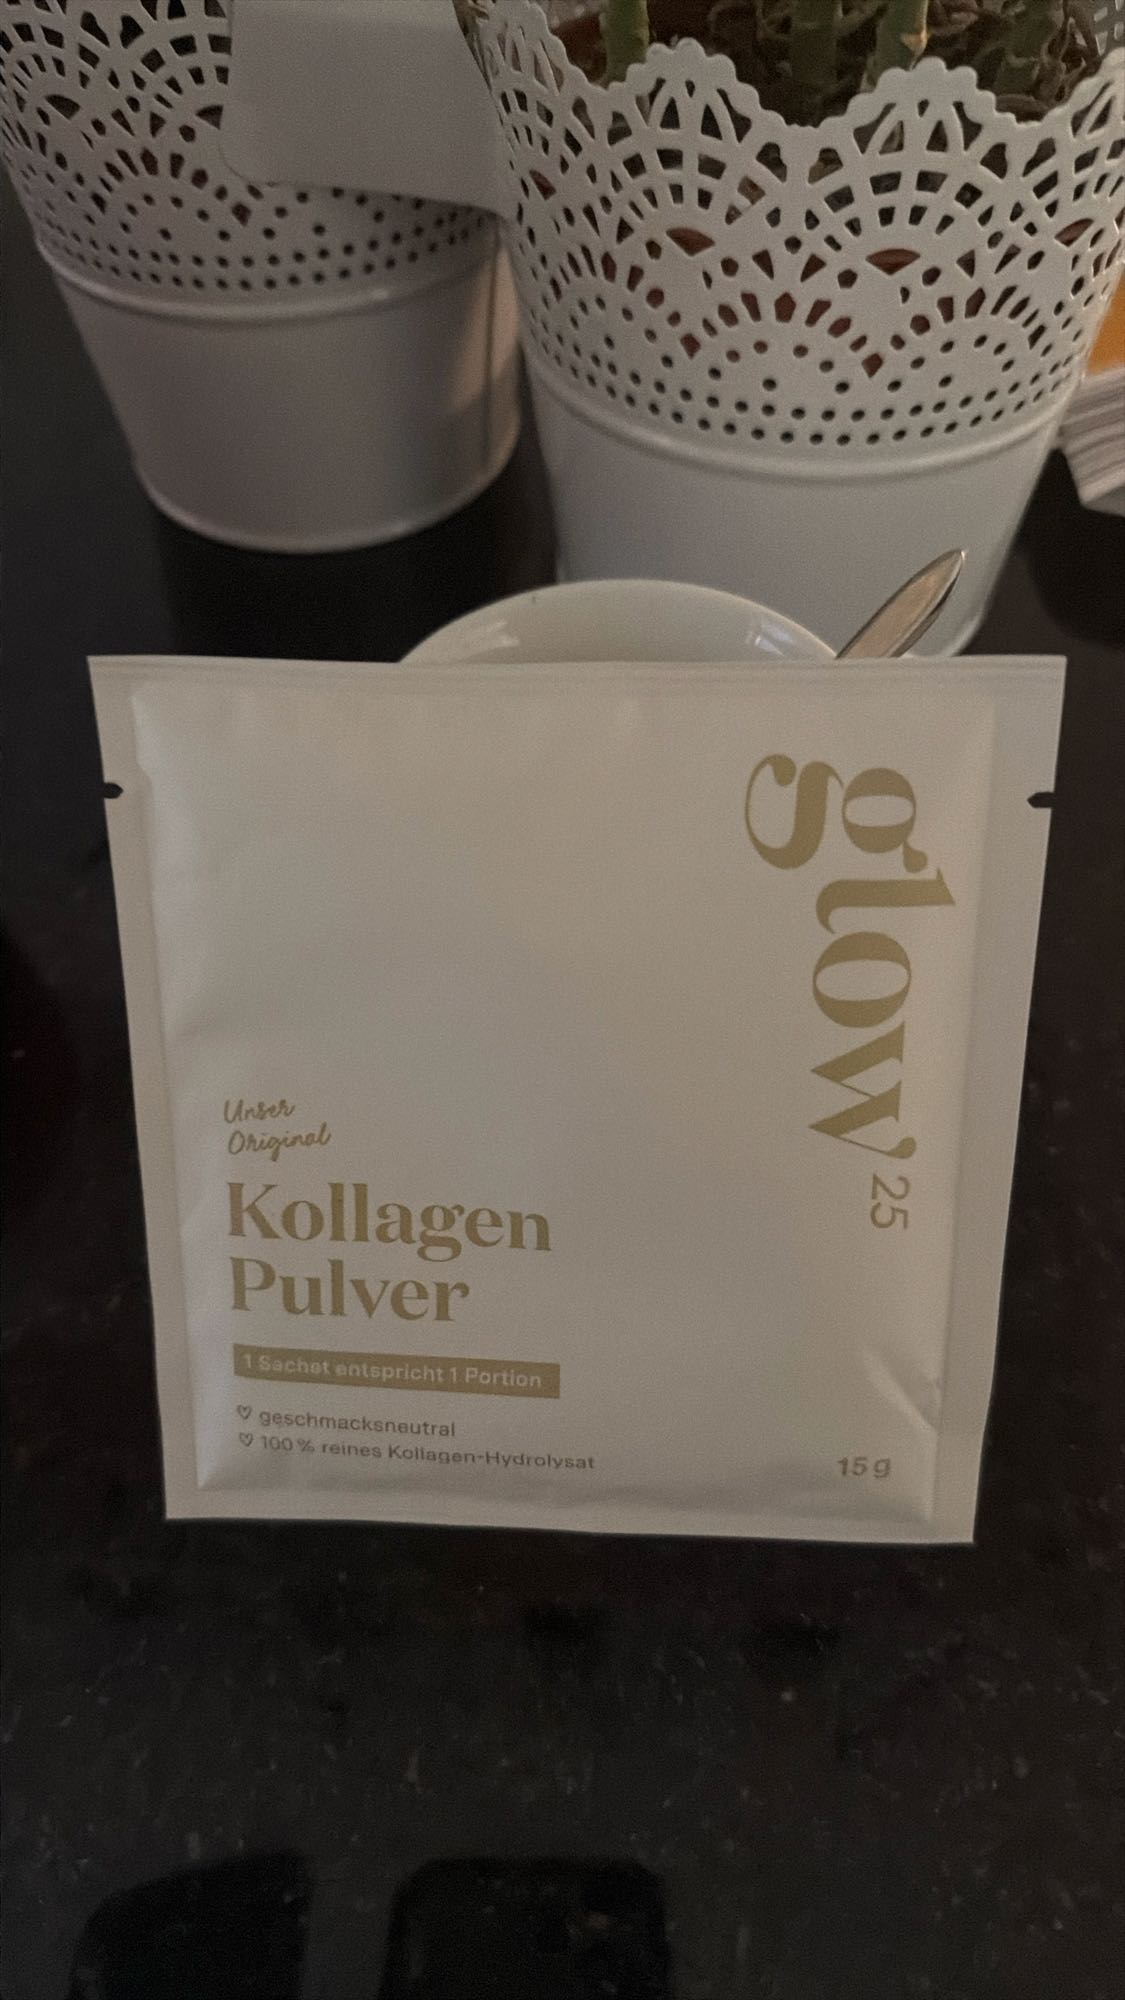 glow
25
Unser
Original
Kollagen
Pulver
1 Sachet entspricht 1 Portion
geschmacksneutral
100 % reines Kollagen-Hydrolysat
15 g